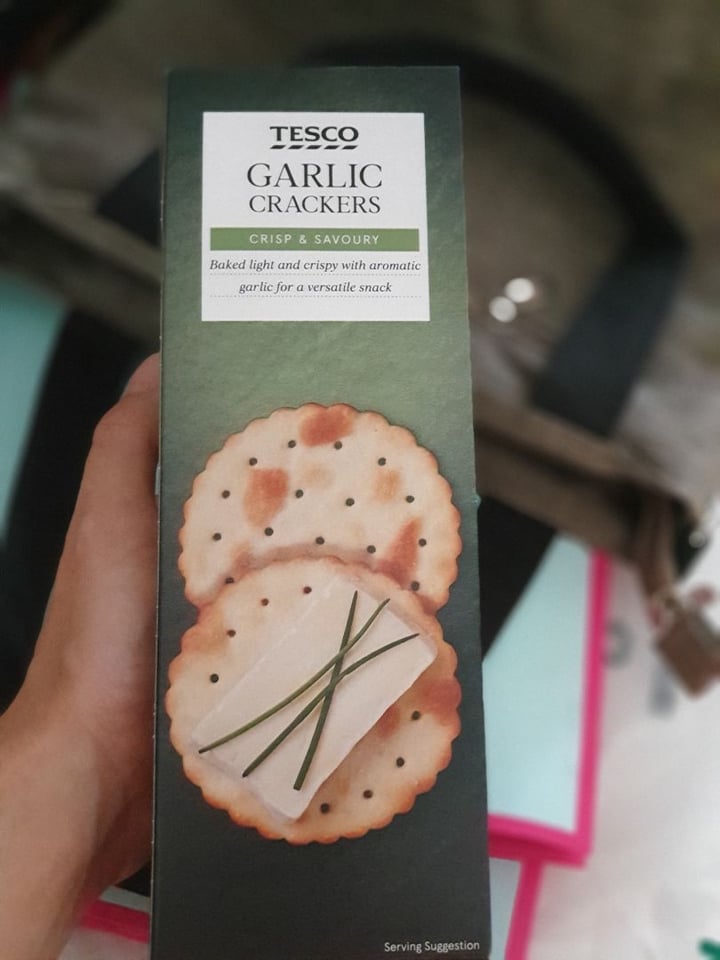 TESCO
GARLIC
CRACKERS
CRISP & SAVOURY
Baked light and crispy with aromatic
garlic for a versatile snack
Serving Suggestion